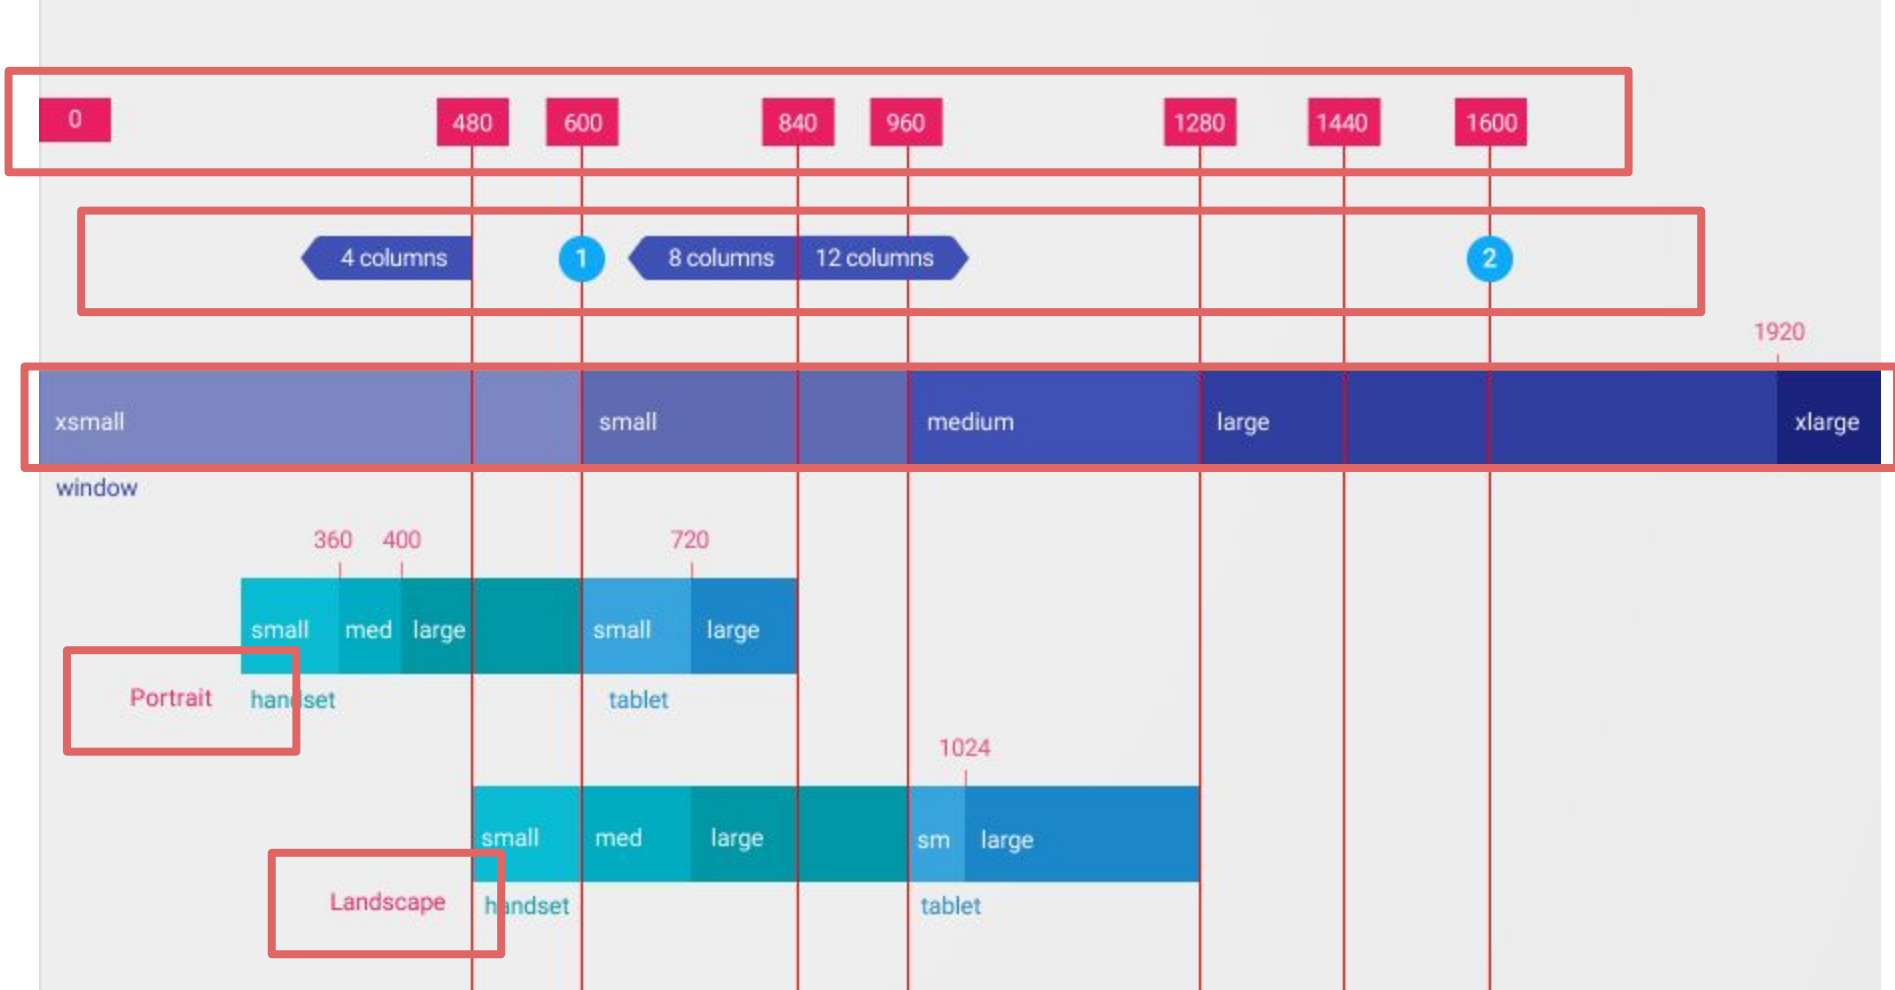 0 480 600 840 960 1280 1440 1600
4 columns 1 8 columns 12 columns 2
1920
xsmall small medium large xlarge
window
360 400 720
small med large small large
Portrait handset tablet
1024
small med large sm large
Landscape handset tablet